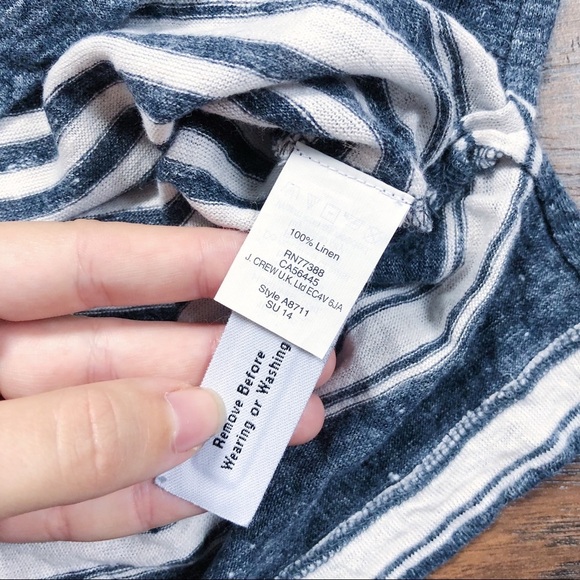 100% Linen
RN77388
CA56445
J. CREW U.K. Ltd EC4V 6JA
Style A8711
SU 14
Remove Before
Wearing or Washing